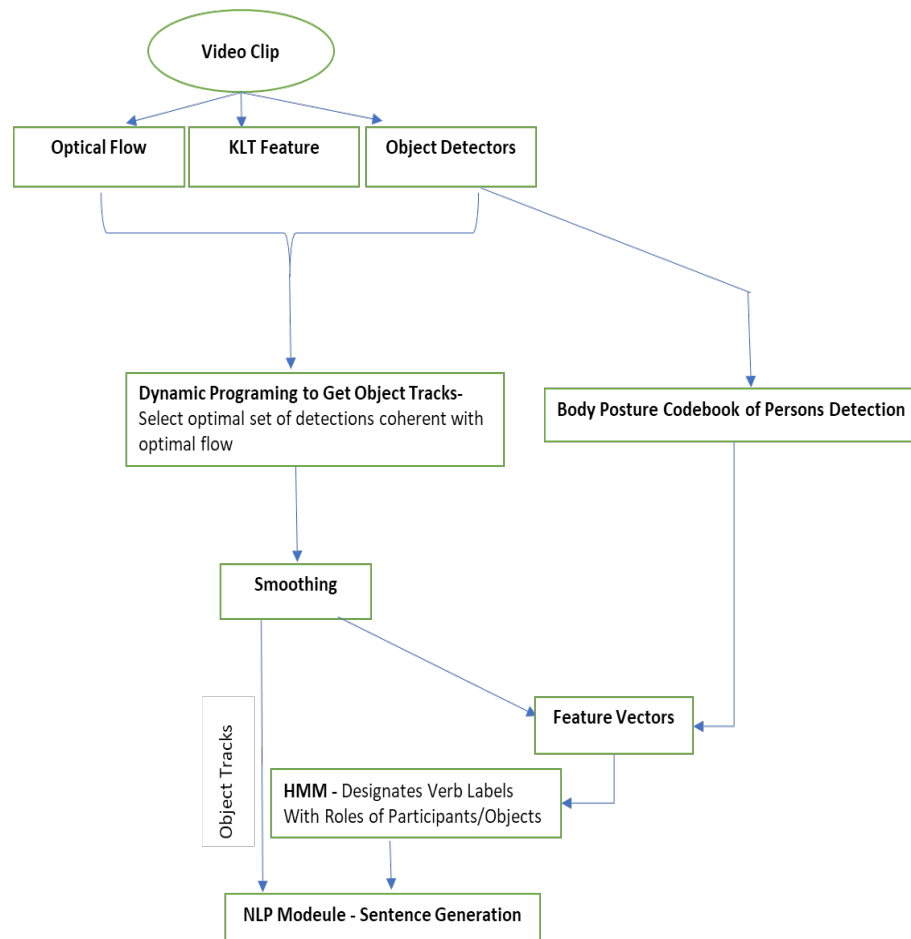 Video Clip
Optical Flow
KLT Feature
Object Detectors
Dynamic Programing to Get Object Tracks-
Select optimal set of detections coherent with
optimal flow
Body Posture Codebook of Persons Detection
Smoothing
Object Tracks
Feature Vectors
HMM - Designates Verb Labels
With Roles of Participants/Objects
NLP Modeule - Sentence Generation